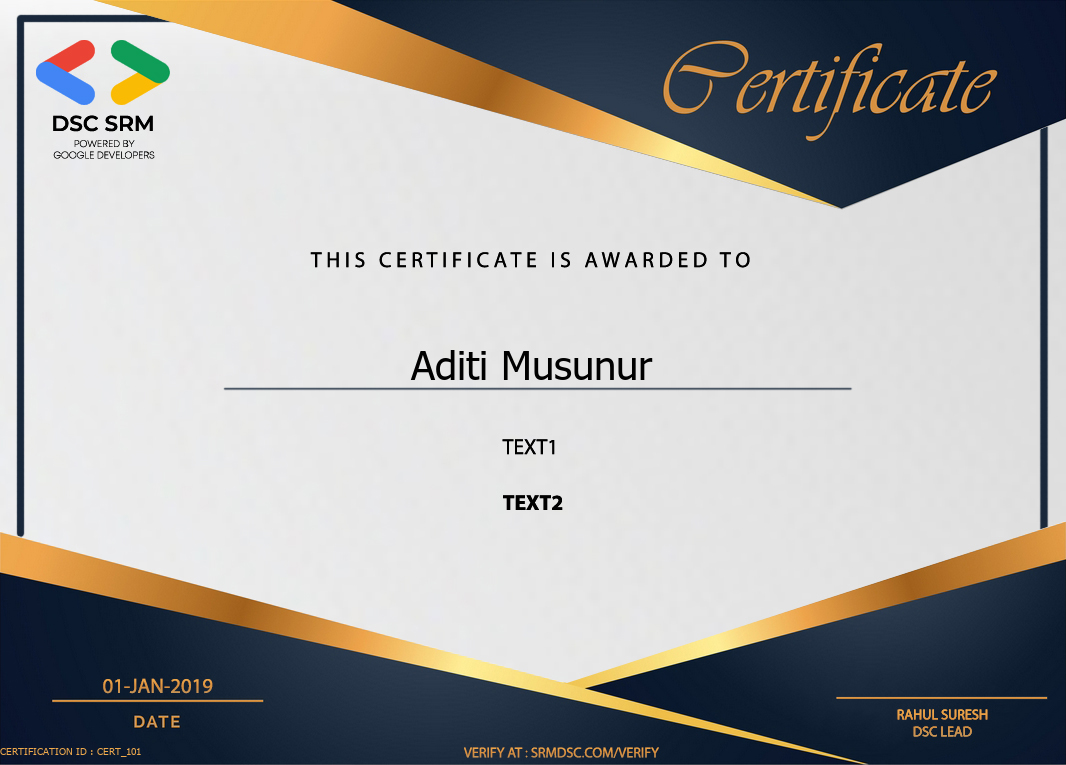 Certificate
DSC SRM
POWERED BY
GOOGLE DEVELOPERS
THIS CERTIFICATE IS AWARDED TO
Aditi Musunur
TEXT1
TEXT2
01-JAN-2019
DATE
RAHUL SURESH
DSC LEAD
CERTIFICATION ID : CERT_101
VERIFY AT : SRMDSC.COM/VERIFY